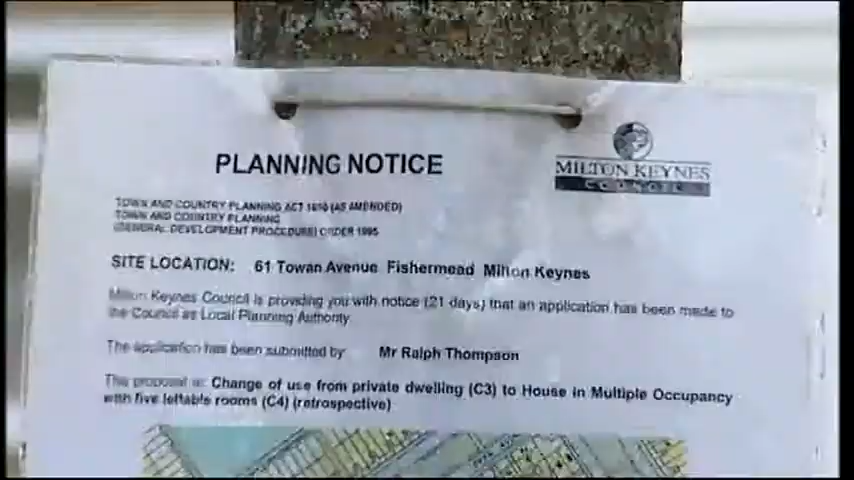 PLANNING NOTICE
MILTON KEYNES
COUNCIL
TOWN AND COUNTRY PLANNING ACT 1990 (AS AMENDED)
TOWN AND COUNTRY PLANNING
(GENERAL DEVELOPMENT PROCEDURE) ORDER 1995
SITE LOCATION: 61 Towan Avenue Fishermead Milton Keynes
Milton Keynes Council is providing you with notice (21 days) that an application has been made to
the Council as Local Planning Authority
The application has been submitted by Mr Ralph Thompson
The proposal is: Change of use from private dwelling (C3) to House in Multiple Occupancy
with five lettable rooms (C4) (retrospective)